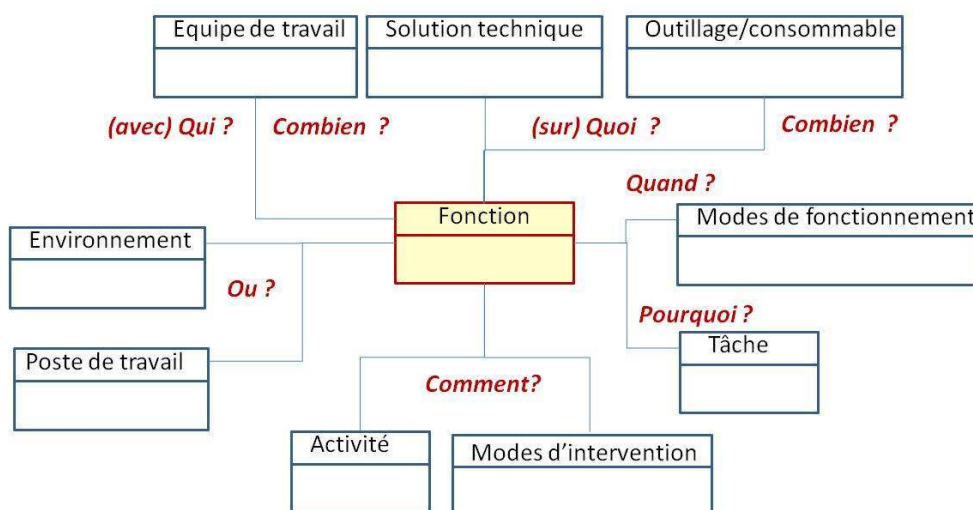 Equipe de travail
Solution technique
Outillage/consommable
(avec) Qui ?
Combien ?
(sur) Quoi ?
Combien ?
Quand ?
Fonction
Modes de fonctionnement
Environnement
Ou ?
Pourquoi ?
Tâche
Poste de travail
Comment?
Activité
Modes d’intervention